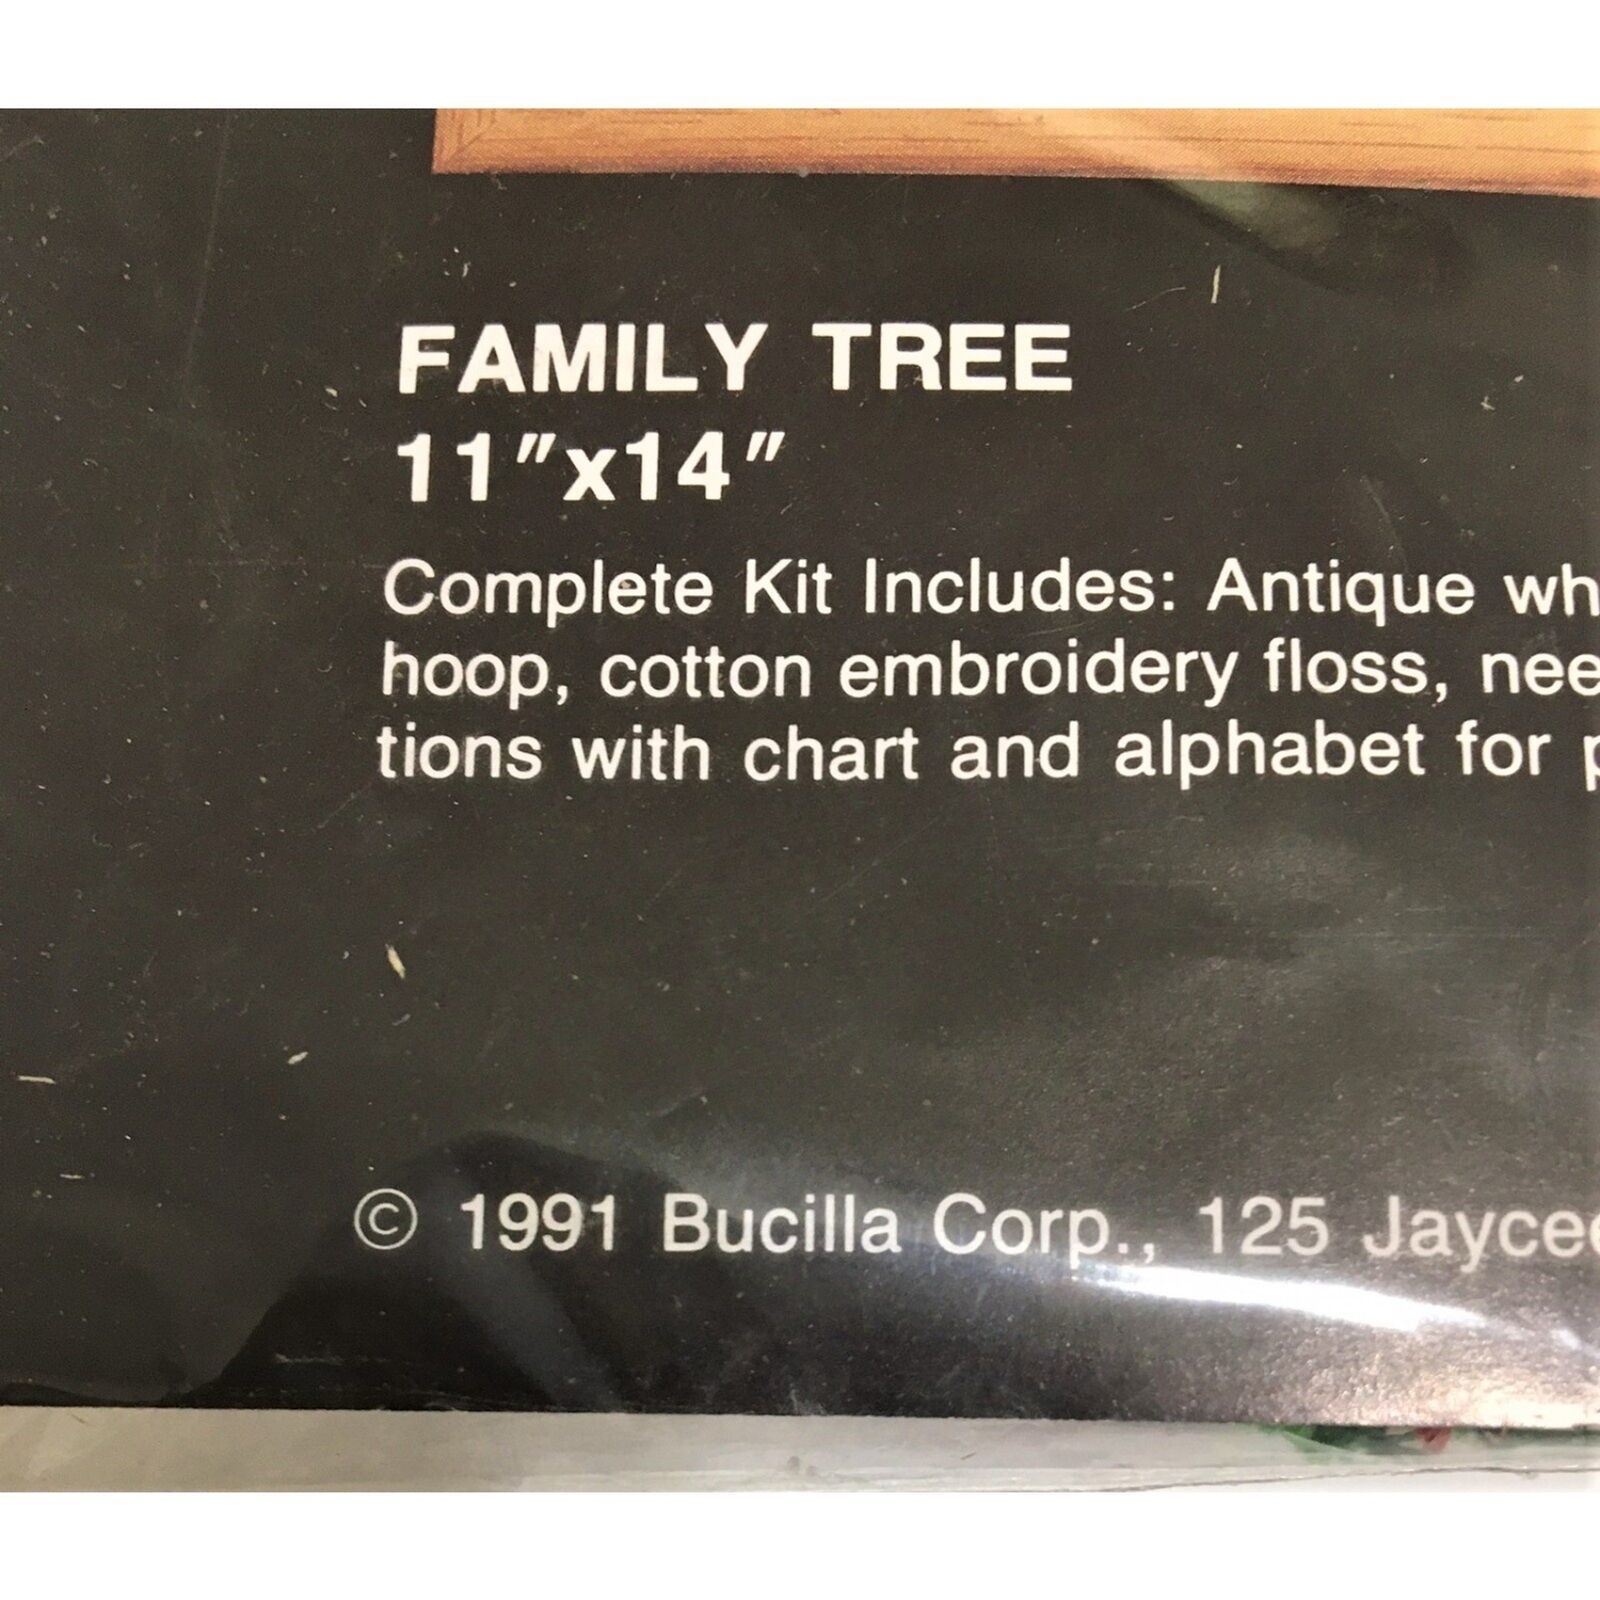 FAMILY TREE
11"x14"
Complete Kit Includes: Antique wh
hoop, cotton embroidery floss, nee
tions with chart and alphabet for p
© 1991 Bucilla Corp., 125 Jaycee